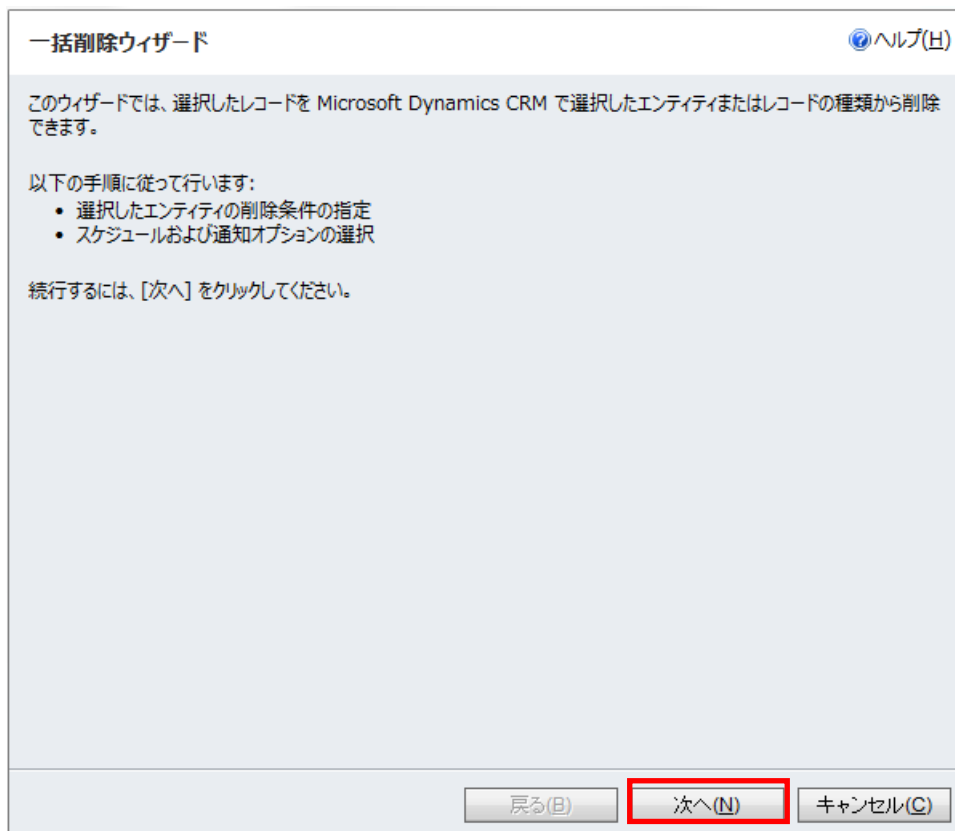 一括削除ウィザード
ヘルプ(H)
このウィザードでは、選択したレコードを Microsoft Dynamics CRM で選択したエンティティまたはレコードの種類から削除
できます。
以下の手順に従って行います:
• 選択したエンティティの削除条件の指定
• スケジュールおよび通知オプションの選択
続行するには、[次へ] をクリックしてください。
戻る(B)
次へ(N)
キャンセル(C)